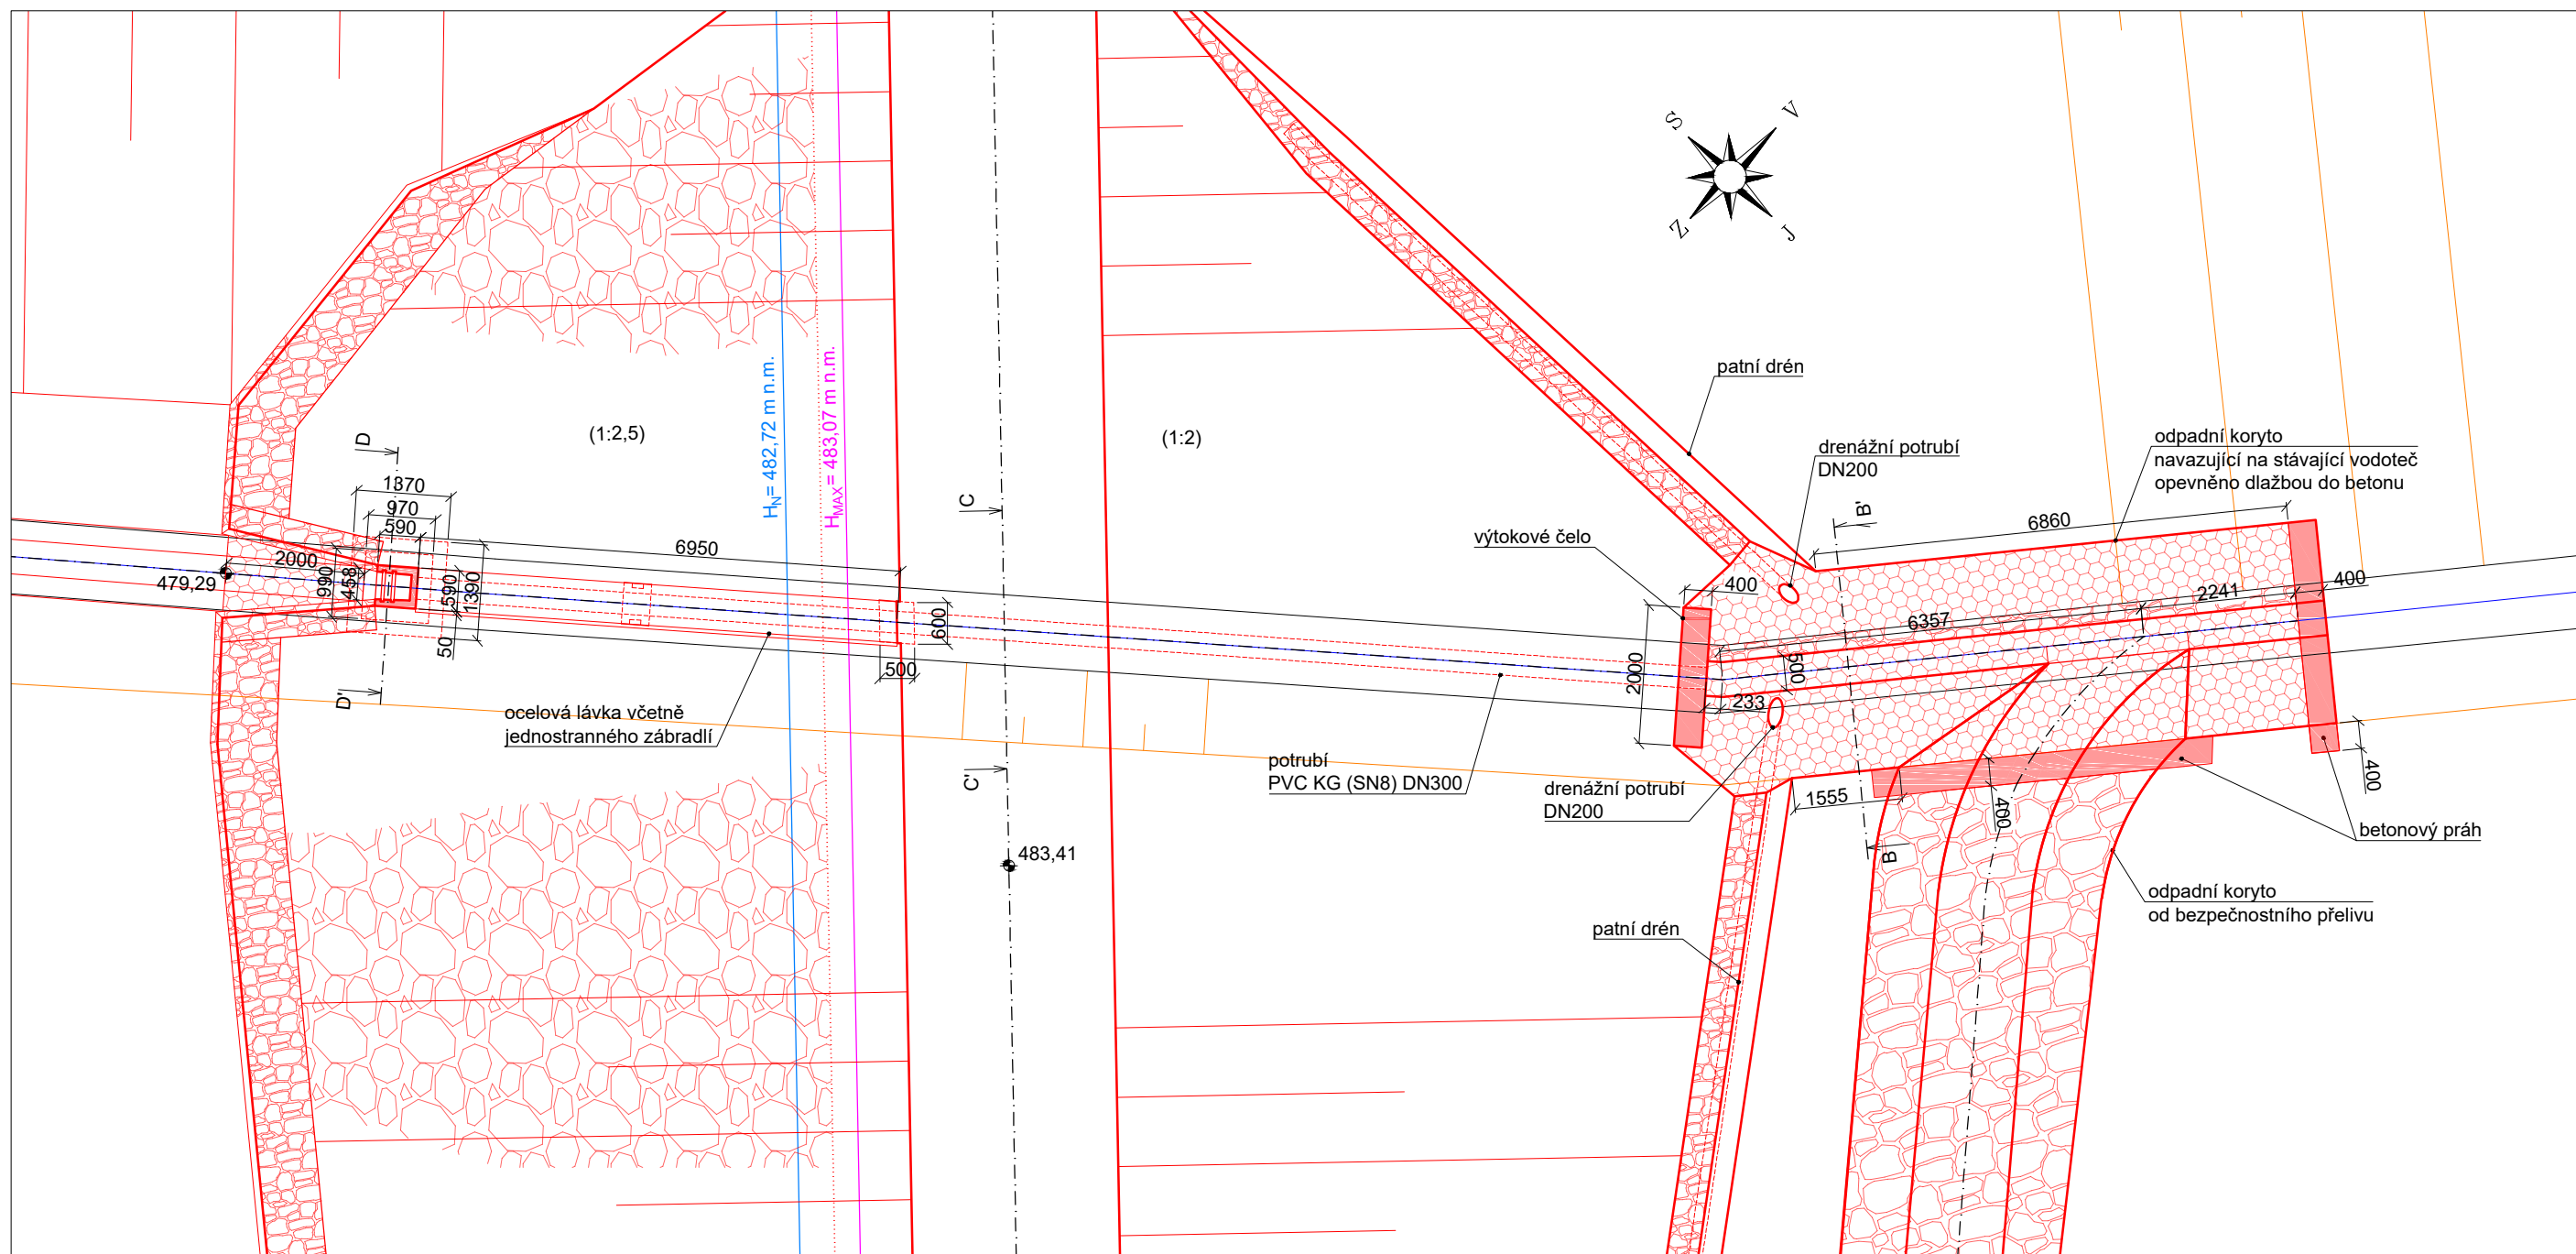 S
V
Z
J
patní drén
drenážní potrubí
DN200
odpadní koryto
navazující na stávající vodoteč
opevněno dlažbou do betonu
(1:2,5)
(1:2)
H_N= 482,72 m n.m.
H_MAX= 483,07 m n.m.
D
C
B'
1370
970
590
6950
2000
479,29
990
458
590
1390
50
600
500
výtokové čelo
400
6860
6357
2241
400
2000
500
233
D'
C'
ocelová lávka včetně
jednostranného zábradlí
potrubí
PVC KG (SN8) DN300
drenážní potrubí
DN200
1555
400
400
B
betonový práh
483,41
odpadní koryto
od bezpečnostního přelivu
patní drén